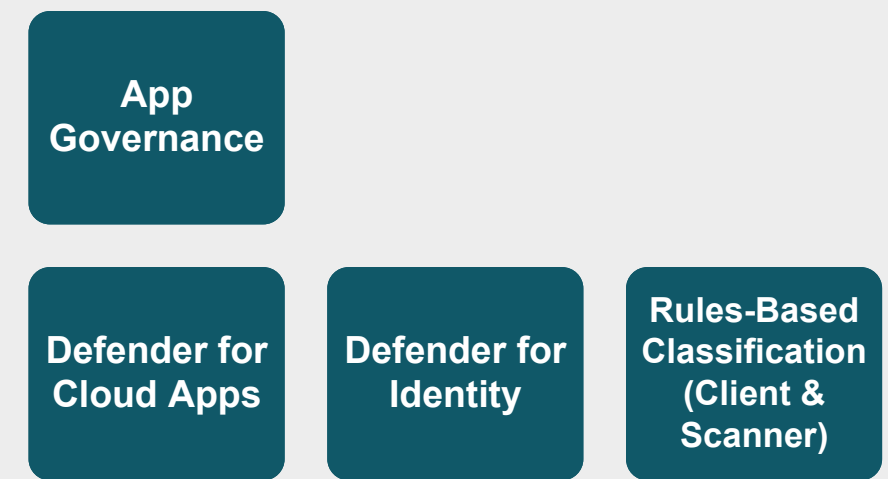 App
Governance
Defender for
Cloud Apps
Defender for
Identity
Rules-Based
Classification
(Client &
Scanner)